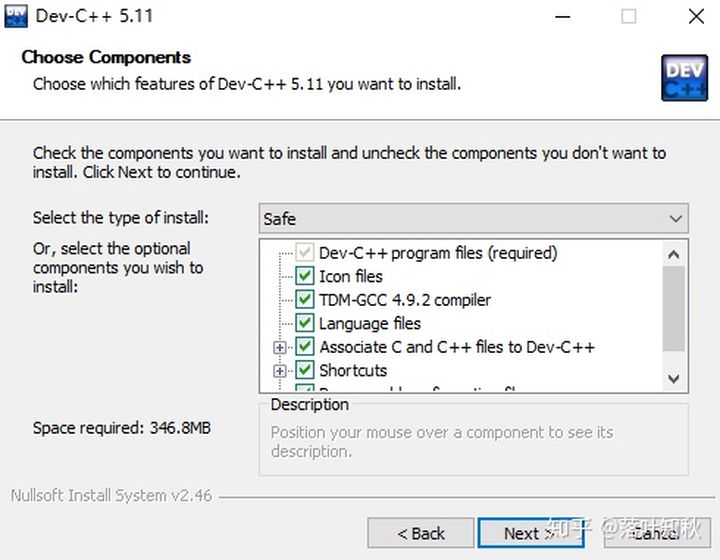 Dev-C++ 5.11
Choose Components
Choose which features of Dev-C++ 5.11 you want to install.
DEV
C++
Check the components you want to install and uncheck the components you don't want to
install. Click Next to continue.
Select the type of install:
Safe
Or, select the optional
components you wish to
install:
Dev-C++ program files (required)
Icon files
TDM-GCC 4.9.2 compiler
Language files
Associate C and C++ files to Dev-C++
Shortcuts
Space required: 346.8MB
Description
Position your mouse over a component to see its
description.
Nullsoft Install System v2.46
< Back
Next >
Cancel
知乎 @落叶知秋